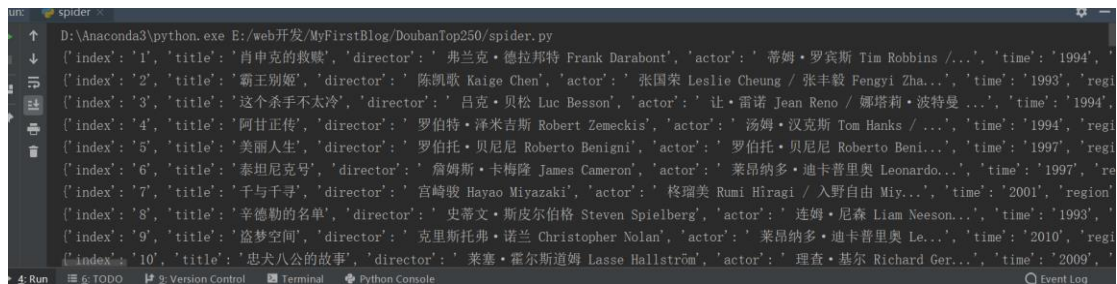 un: spider ×
D:\Anaconda3\python.exe E:/web开发/MyFirstBlog/DoubanTop250/spider.py
{'index': '1', 'title': '肖申克的救赎', 'director': ' 弗兰克·德拉邦特 Frank Darabont', 'actor': ' 蒂姆·罗宾斯 Tim Robbins /...', 'time': '1994',
{'index': '2', 'title': '霸王别姬', 'director': ' 陈凯歌 Kaige Chen', 'actor': ' 张国荣 Leslie Cheung / 张丰毅 Fengyi Zha...', 'time': '1993', 'regi
{'index': '3', 'title': '这个杀手不太冷', 'director': ' 吕克·贝松 Luc Besson', 'actor': ' 让·雷诺 Jean Reno / 娜塔莉·波特曼 ...', 'time': '1994'
{'index': '4', 'title': '阿甘正传', 'director': ' 罗伯特·泽米吉斯 Robert Zemeckis', 'actor': ' 汤姆·汉克斯 Tom Hanks / ...', 'time': '1994', 'regi
{'index': '5', 'title': '美丽人生', 'director': ' 罗伯托·贝尼尼 Roberto Benigni', 'actor': ' 罗伯托·贝尼尼 Roberto Beni...', 'time': '1997', 'regi
{'index': '6', 'title': '泰坦尼克号', 'director': ' 詹姆斯·卡梅隆 James Cameron', 'actor': ' 莱昂纳多·迪卡普里奥 Leonardo...', 'time': '1997', 're
{'index': '7', 'title': '千与千寻', 'director': ' 宫崎骏 Hayao Miyazaki', 'actor': ' 柊瑠美 Rumi Hîragi / 入野自由 Miy...', 'time': '2001', 'region'
{'index': '8', 'title': '辛德勒的名单', 'director': ' 史蒂文·斯皮尔伯格 Steven Spielberg', 'actor': ' 连姆·尼森 Liam Neeson...', 'time': '1993', '
{'index': '9', 'title': '盗梦空间', 'director': ' 克里斯托弗·诺兰 Christopher Nolan', 'actor': ' 莱昂纳多·迪卡普里奥 Le...', 'time': '2010', 'regi
{'index': '10', 'title': '忠犬八公的故事', 'director': ' 莱塞·霍尔斯道姆 Lasse Hallström', 'actor': ' 理查·基尔 Richard Ger...', 'time': '2009',
4: Run 6: TODO 9: Version Control Terminal Python Console Event Log